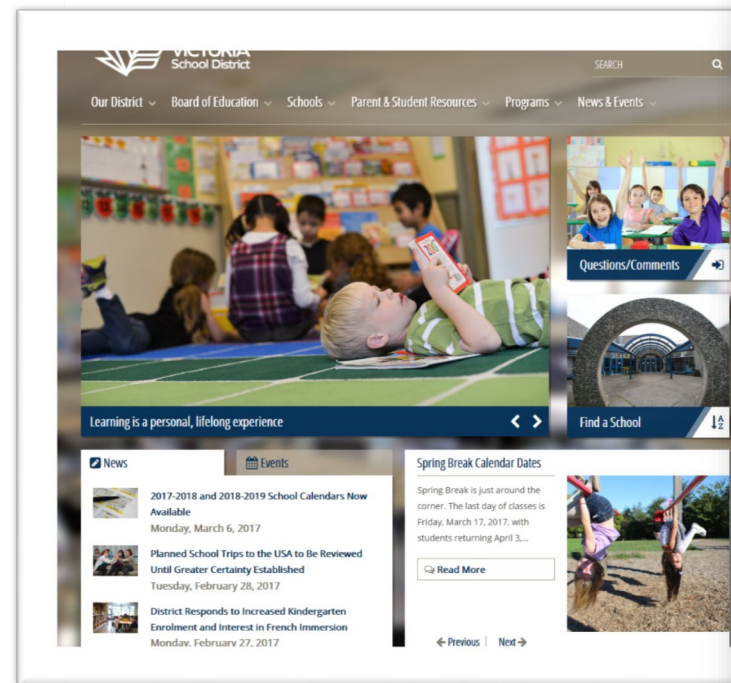 VICTORIA
School District
SEARCH
Our District
Board of Education
Schools
Parent & Student Resources
Programs
News & Events
ZOO
Questions/Comments
Learning is a personal, lifelong experience
Find a School
A
Z
News
Events
2017-2018 and 2018-2019 School Calendars Now
Available
Monday, March 6, 2017
Planned School Trips to the USA to Be Reviewed
Until Greater Certainty Established
Tuesday, February 28, 2017
District Responds to Increased Kindergarten
Enrolment and Interest in French Immersion
Monday, February 27, 2017
Spring Break Calendar Dates
Spring Break is just around the
corner. The last day of classes is
Friday, March 17, 2017, with
students returning April 3,...
Read More
Previous
Next